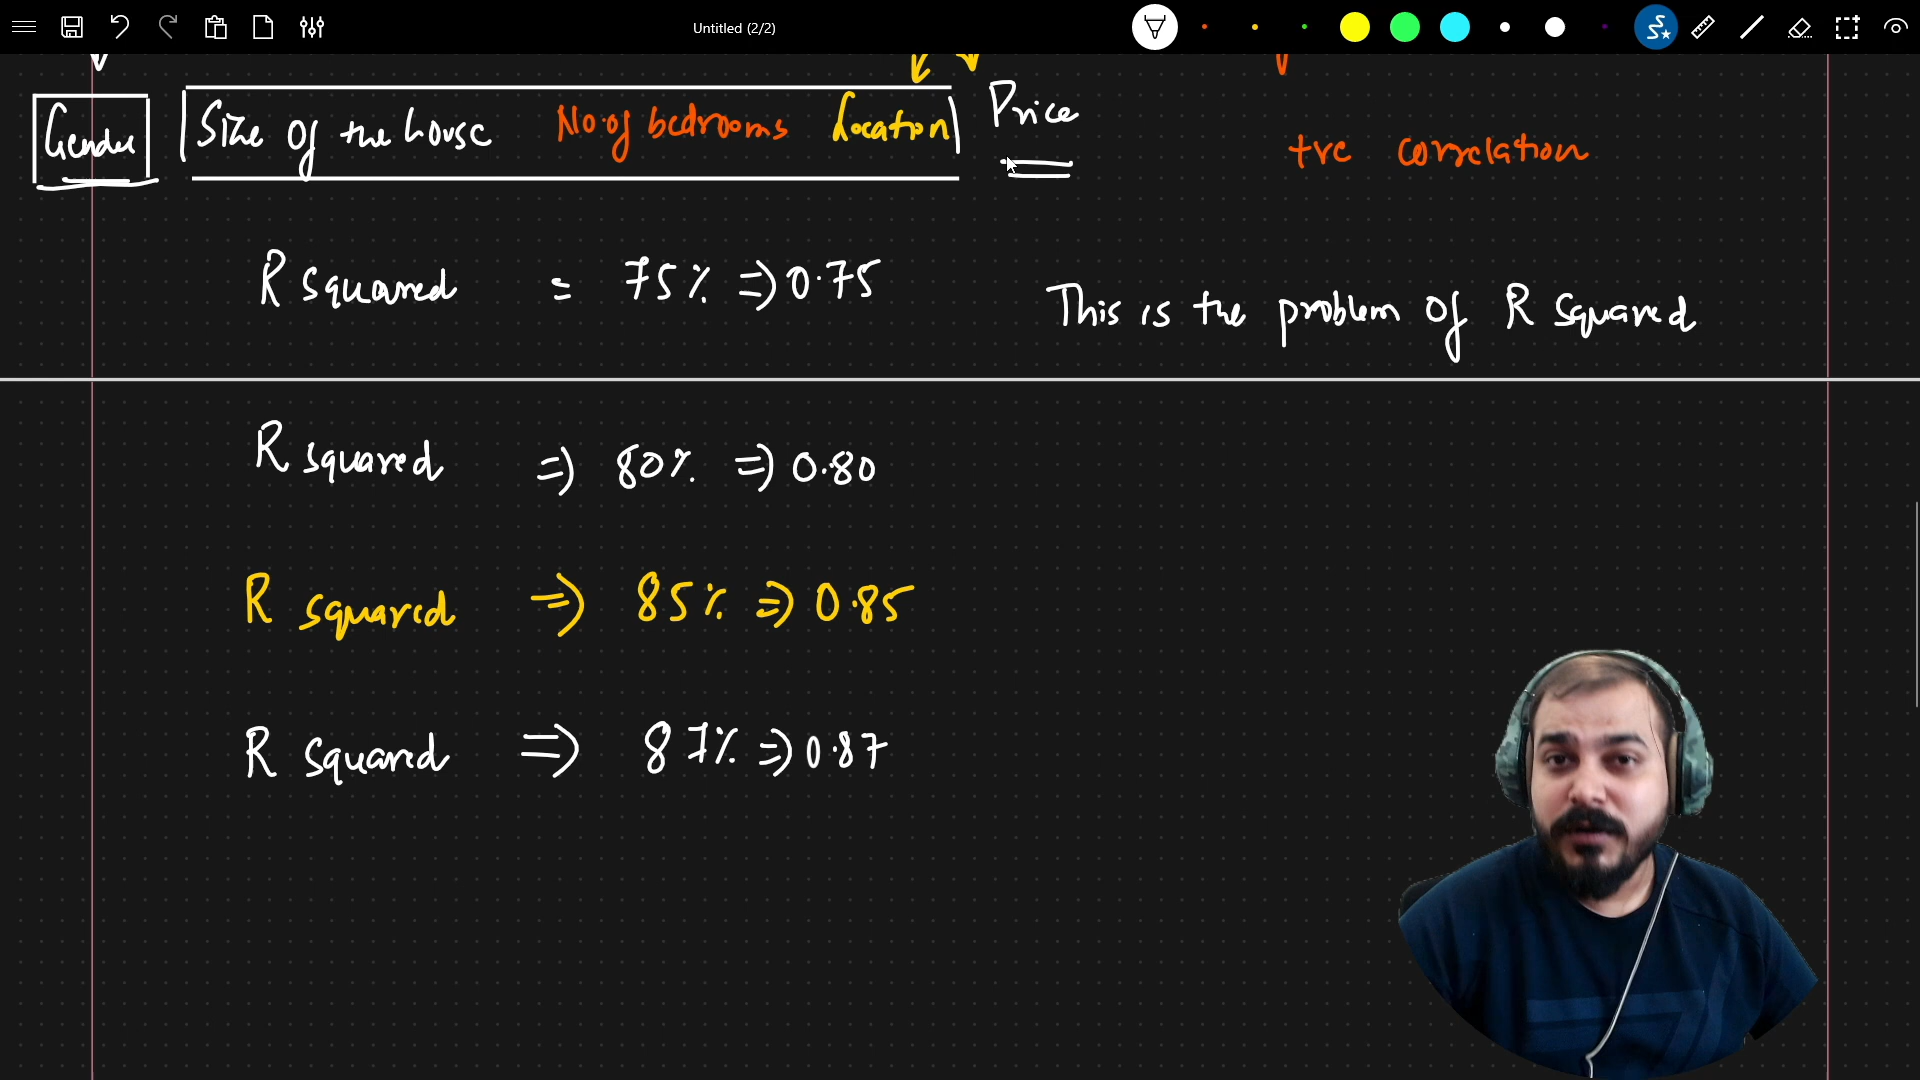 Untitled (2/2)
Gender Size of the house No. of bedrooms Location Price
+ve correlation
R squared = 75% => 0.75
This is the problem of R squared
R squared => 80% => 0.80
R squared => 85% => 0.85
R squared => 87% => 0.87